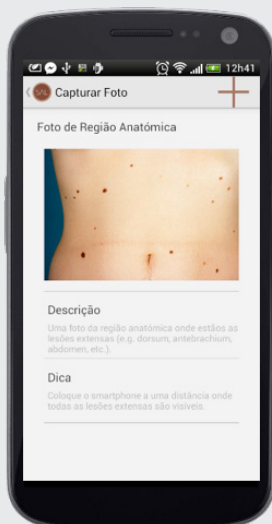 12h41
Capturar Foto
Foto de Região Anatómica
Descrição
Uma foto da região anatómica onde estãos as
lesões extensas (e.g. dorsum, antebrachium,
abdomen, etc.).
Dica
Coloque o smartphone a uma distância onde
todas as lesões extensas são visíveis.